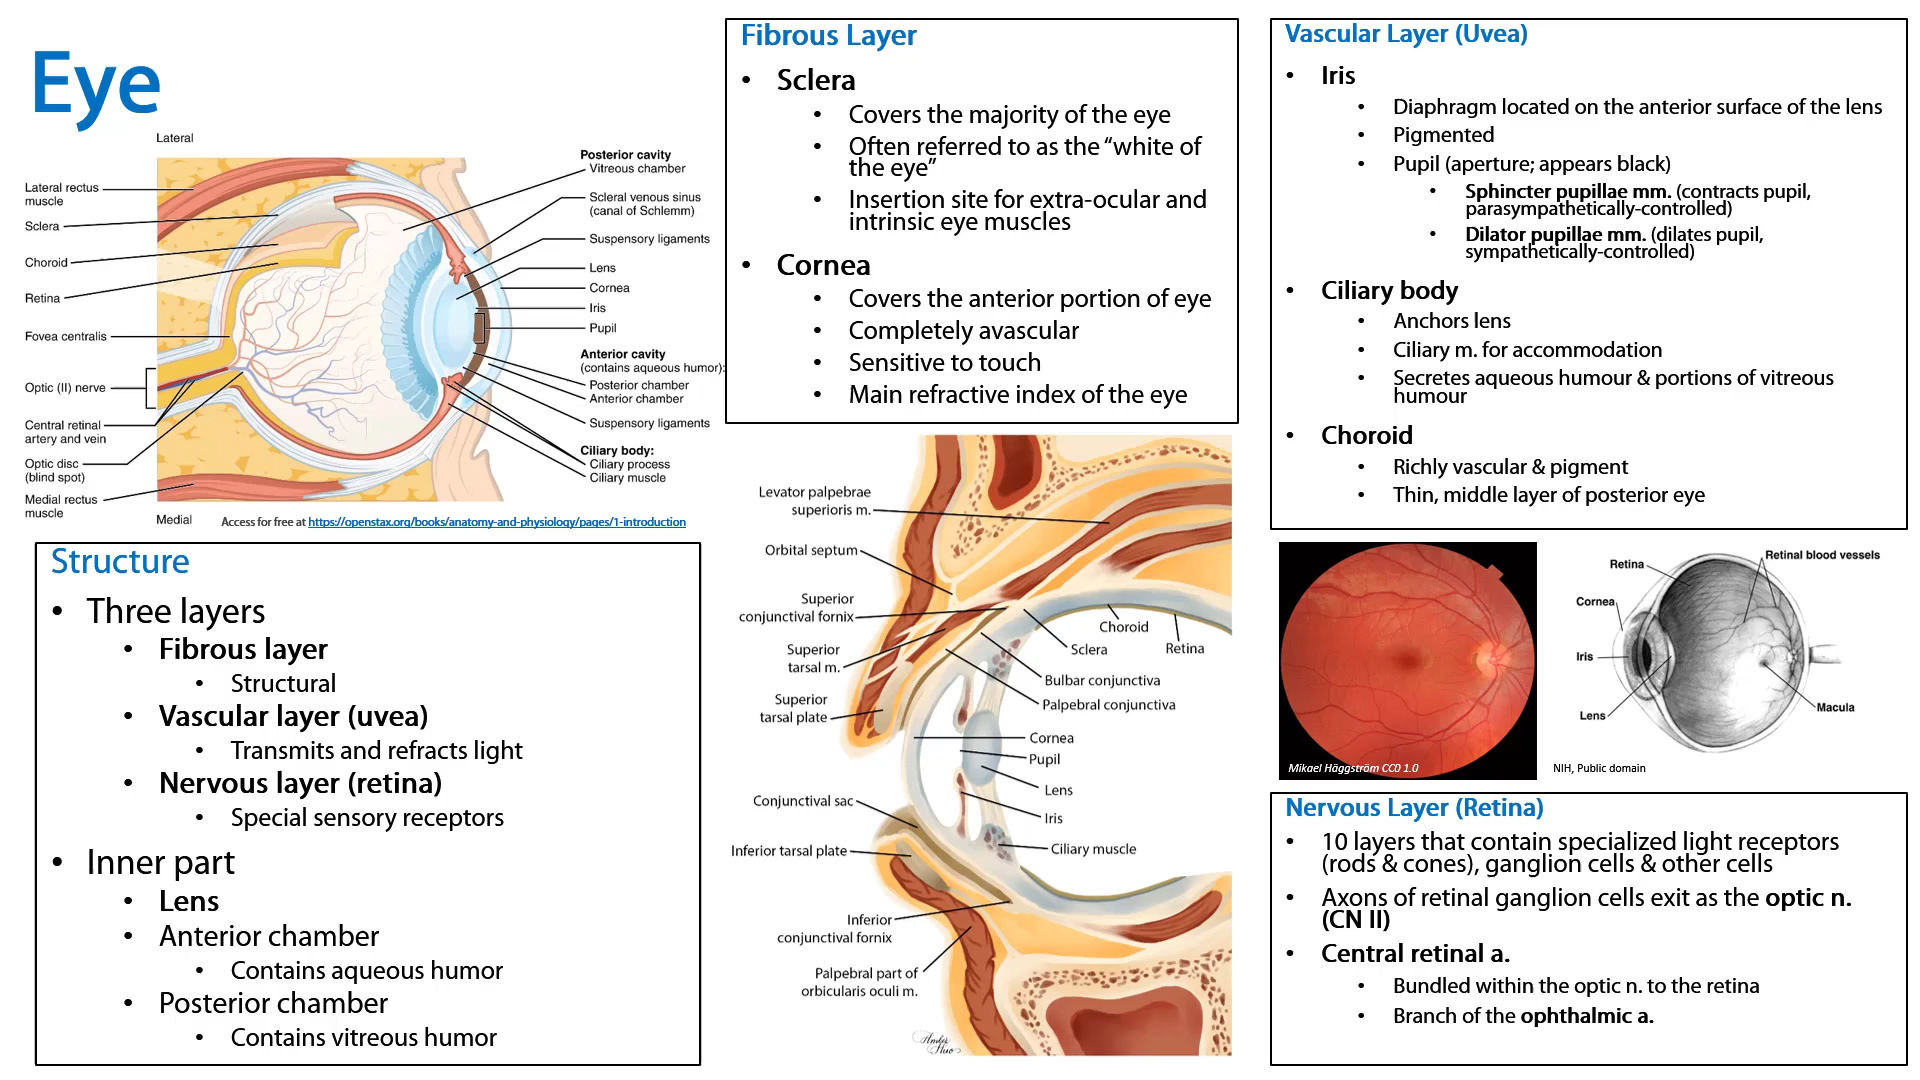 Eye
Lateral
Lateral rectus
muscle
Sclera
Choroid
Retina
Fovea centralis
Optic (II) nerve
Central retinal
artery and vein
Optic disc
(blind spot)
Medial rectus
muscle
Medial
Posterior cavity
Vitreous chamber
Scleral venous sinus
(canal of Schlemm)
Suspensory ligaments
Lens
Cornea
Iris
Pupil
Anterior cavity
(contains aqueous humor):
Posterior chamber
Anterior chamber
Suspensory ligaments
Ciliary body:
Ciliary process
Ciliary muscle
Access for free at https://openstax.org/books/anatomy-and-physiology/pages/1-introduction
Structure
• Three layers
• Fibrous layer
• Structural
• Vascular layer (uvea)
• Transmits and refracts light
• Nervous layer (retina)
• Special sensory receptors
• Inner part
• Lens
• Anterior chamber
• Contains aqueous humor
• Posterior chamber
• Contains vitreous humor
Fibrous Layer
• Sclera
• Covers the majority of the eye
• Often referred to as the “white of
the eye”
• Insertion site for extra-ocular and
intrinsic eye muscles
• Cornea
• Covers the anterior portion of eye
• Completely avascular
• Sensitive to touch
• Main refractive index of the eye
Levator palpebrae
superioris m.
Orbital septum
Superior
conjunctival fornix
Superior
tarsal m.
Superior
tarsal plate
Conjunctival sac
Inferior tarsal plate
Inferior
conjunctival fornix
Palpebral part of
orbicularis oculi m.
Choroid
Sclera
Retina
Bulbar conjunctiva
Palpebral conjunctiva
Cornea
Pupil
Lens
Iris
Ciliary muscle
Amber
Huo
Vascular Layer (Uvea)
• Iris
• Diaphragm located on the anterior surface of the lens
• Pigmented
• Pupil (aperture; appears black)
• Sphincter pupillae mm. (contracts pupil,
parasympathetically-controlled)
• Dilator pupillae mm. (dilates pupil,
sympathetically-controlled)
• Ciliary body
• Anchors lens
• Ciliary m. for accommodation
• Secretes aqueous humour & portions of vitreous
humour
• Choroid
• Richly vascular & pigment
• Thin, middle layer of posterior eye
Mikael Häggström CC0 1.0
Retinal blood vessels
Retina
Cornea
Iris
Lens
Macula
NIH, Public domain
Nervous Layer (Retina)
• 10 layers that contain specialized light receptors
(rods & cones), ganglion cells & other cells
• Axons of retinal ganglion cells exit as the optic n.
(CN II)
• Central retinal a.
• Bundled within the optic n. to the retina
• Branch of the ophthalmic a.